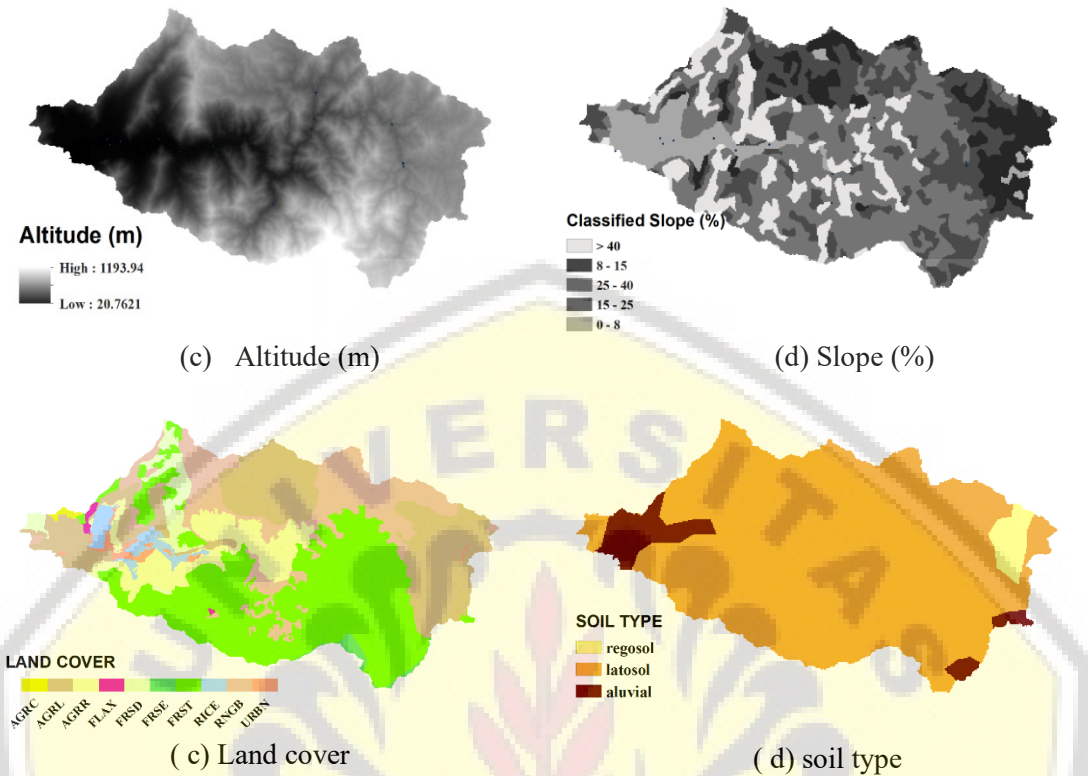 Altitude (m)
High : 1193.94
Low : 20.7621
(c) Altitude (m)
Classified Slope (%)
> 40
8 - 15
25 - 40
15 - 25
0 - 8
(d) Slope (%)
LAND COVER
AGRC AGRL AGRR FLAX FRSD FRSE FRST RICE RNGB URBN
( c) Land cover
SOIL TYPE
regosol
latosol
aluvial
( d) soil type
VERSITAS